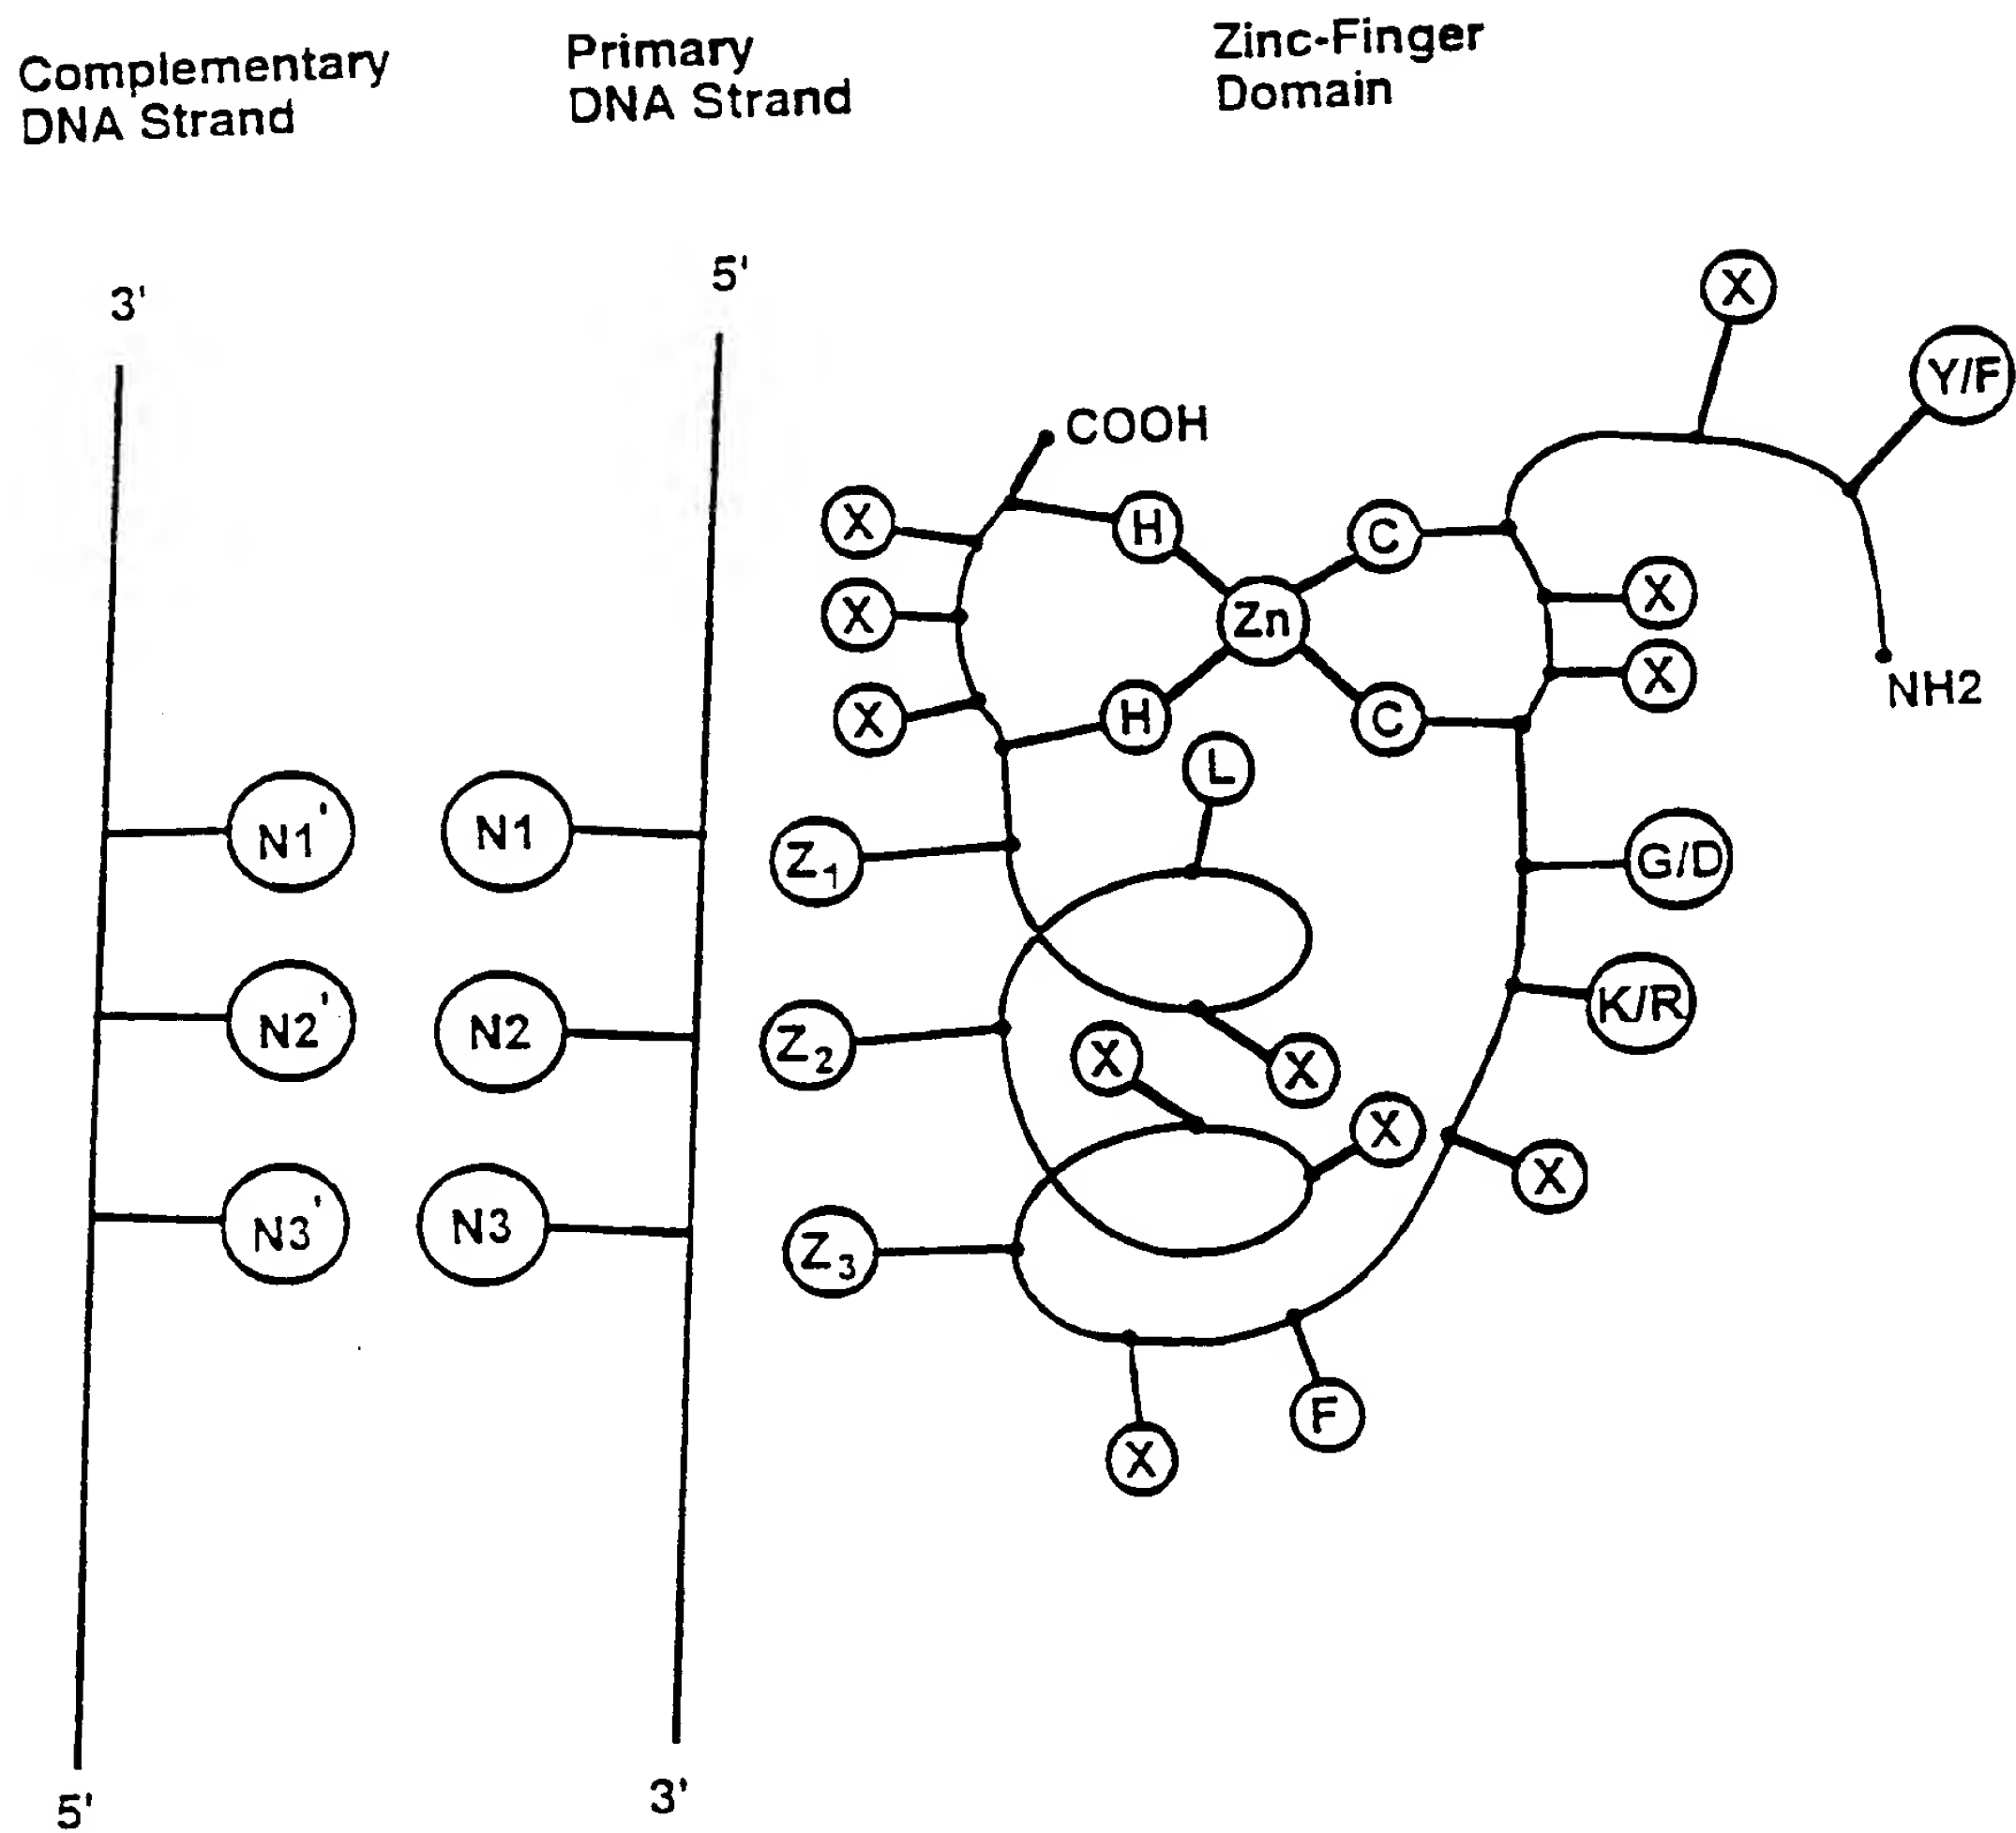 Complementary
DNA Strand
Primary
DNA Strand
Zinc-Finger
Domain
3'
5'
X
Y/F
COOH
X
H
C
X
X
Zn
X
X
H
C
NH2
L
N1'
N1
Z1
G/D
N2'
N2
Z2
X
X
K/R
X
X
N3'
N3
Z3
F
X
5'
3'